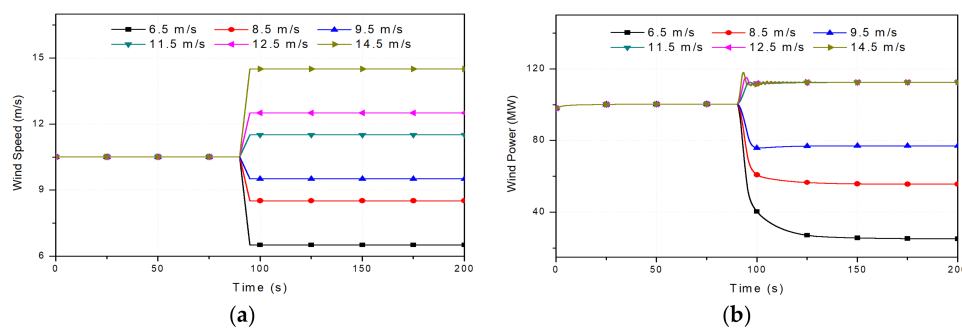 6.5 m/s 8.5 m/s 9.5 m/s
11.5 m/s 12.5 m/s 14.5 m/s
15
12
9
6
0 50 100 150 200
Wind Speed (m/s)
Time (s)
(a)
6.5 m/s 8.5 m/s 9.5 m/s
11.5 m/s 12.5 m/s 14.5 m/s
120
80
40
0 50 100 150 200
Wind Power (MW)
Time (s)
(b)